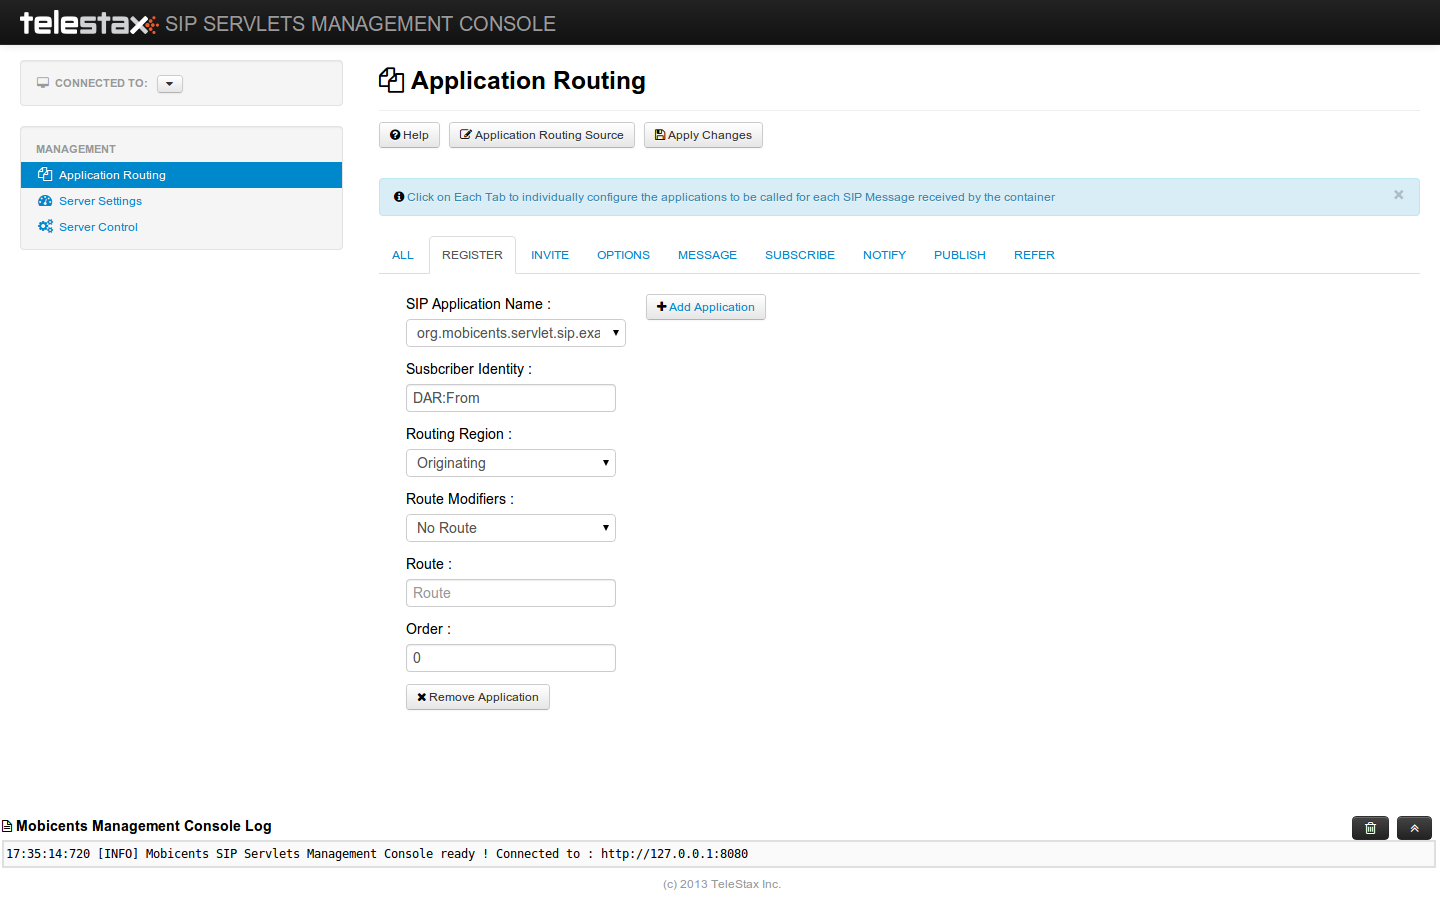 telestax SIP SERVLETS MANAGEMENT CONSOLE
CONNECTED TO:
MANAGEMENT
Application Routing
Server Settings
Server Control
Application Routing
Help
Application Routing Source
Apply Changes
Click on Each Tab to individually configure the applications to be called for each SIP Message received by the container
×
ALL REGISTER INVITE OPTIONS MESSAGE SUBSCRIBE NOTIFY PUBLISH REFER
SIP Application Name :
Add Application
org.mobicents.servlet.sip.exa
Susbcriber Identity :
DAR:From
Routing Region :
Originating
Route Modifiers :
No Route
Route :
Route
Order :
0
Remove Application
Mobicents Management Console Log
17:35:14:720 [INFO] Mobicents SIP Servlets Management Console ready ! Connected to : http://127.0.0.1:8080
(c) 2013 TeleStax Inc.